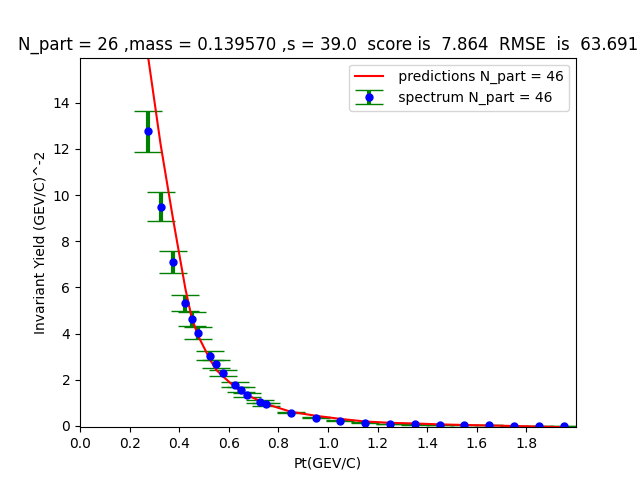 N_part = 26 ,mass = 0.139570 ,s = 39.0  score is  7.864  RMSE  is  63.691
predictions N_part = 46
spectrum N_part = 46
Invariant Yield (GEV/C)^-2
14
12
10
8
6
4
2
0
0.0 0.2 0.4 0.6 0.8 1.0 1.2 1.4 1.6 1.8
Pt(GEV/C)